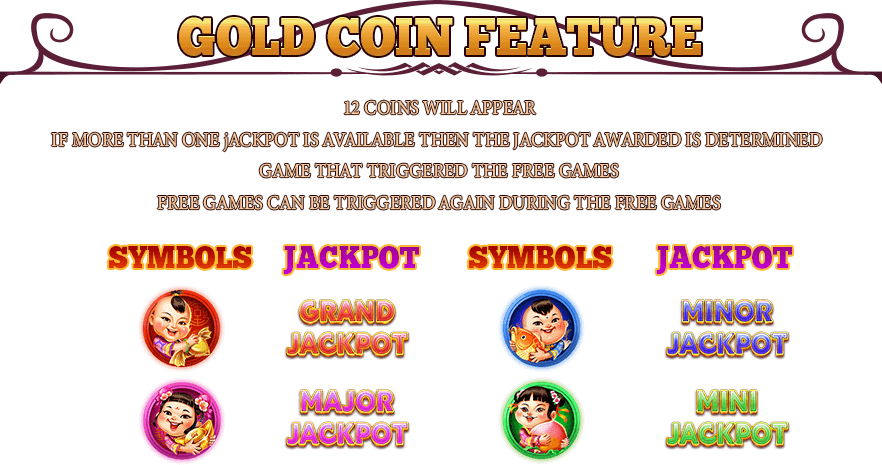 GOLD COIN FEATURE
12 COINS WILL APPEAR
IF MORE THAN ONE jACKPOT IS AVAILABLE THEN THE JACKPOT AWARDED IS DETERMINED
GAME THAT TRIGGERED THE FREE GAMES
FREE GAMES CAN BE TRIGGERED AGAIN DURING THE FREE GAMES
SYMBOLS JACKPOT SYMBOLS JACKPOT
GRAND MINOR
JACKPOT JACKPOT
MAJOR MINI
JACKPOT JACKPOT